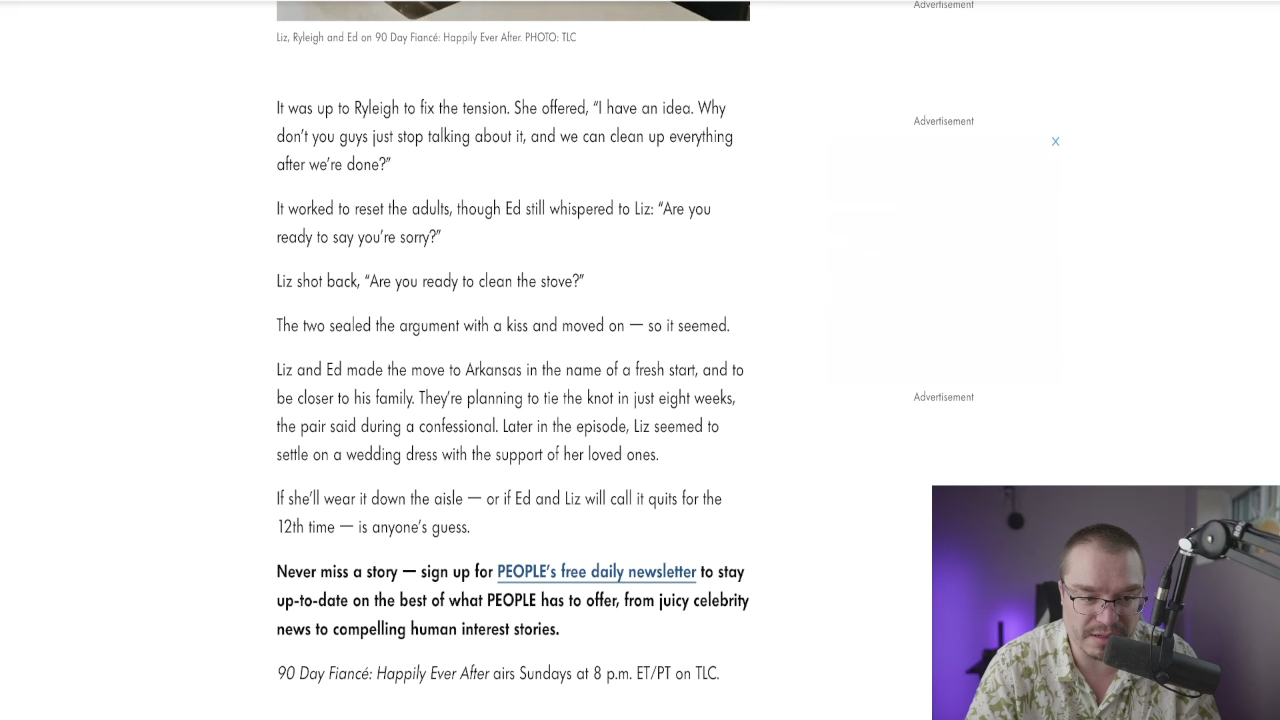 Advertisement
Liz, Ryleigh and Ed on 90 Day Fiancé: Happily Ever After. PHOTO: TLC
It was up to Ryleigh to fix the tension. She offered, “I have an idea. Why
don’t you guys just stop talking about it, and we can clean up everything
after we’re done?”
It worked to reset the adults, though Ed still whispered to Liz: “Are you
ready to say you’re sorry?”
Liz shot back, “Are you ready to clean the stove?”
The two sealed the argument with a kiss and moved on — so it seemed.
Liz and Ed made the move to Arkansas in the name of a fresh start, and to
be closer to his family. They’re planning to tie the knot in just eight weeks,
the pair said during a confessional. Later in the episode, Liz seemed to
settle on a wedding dress with the support of her loved ones.
If she’ll wear it down the aisle — or if Ed and Liz will call it quits for the
12th time — is anyone’s guess.
Never miss a story — sign up for PEOPLE’s free daily newsletter to stay
up-to-date on the best of what PEOPLE has to offer, from juicy celebrity
news to compelling human interest stories.
90 Day Fiancé: Happily Ever After airs Sundays at 8 p.m. ET/PT on TLC.
Advertisement
X
Advertisement